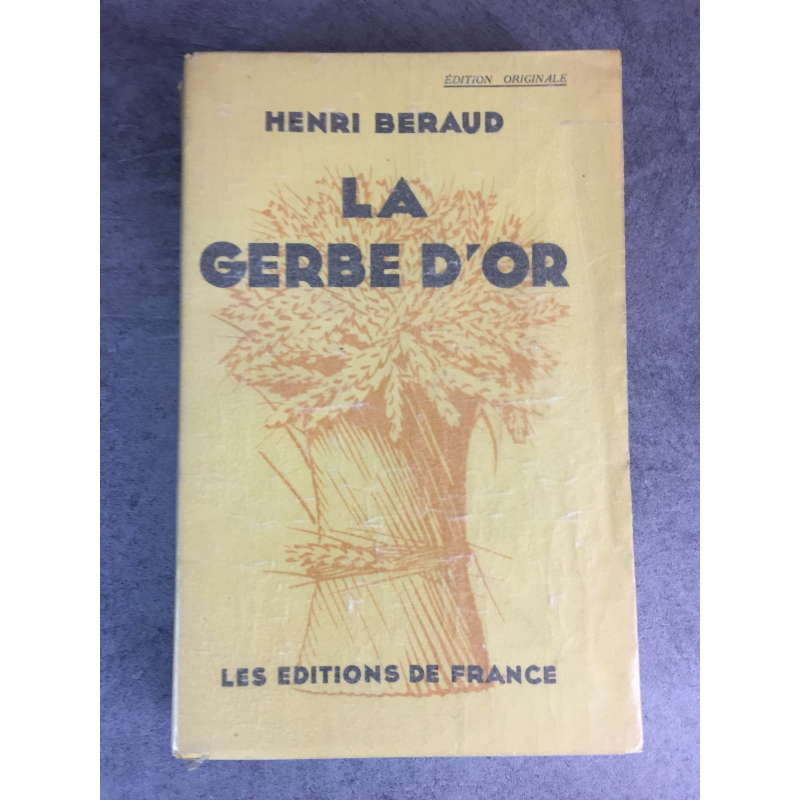 ÉDITION ORIGINALE
HENRI BERAUD
LA
GERBE D'OR
LES EDITIONS DE FRANCE